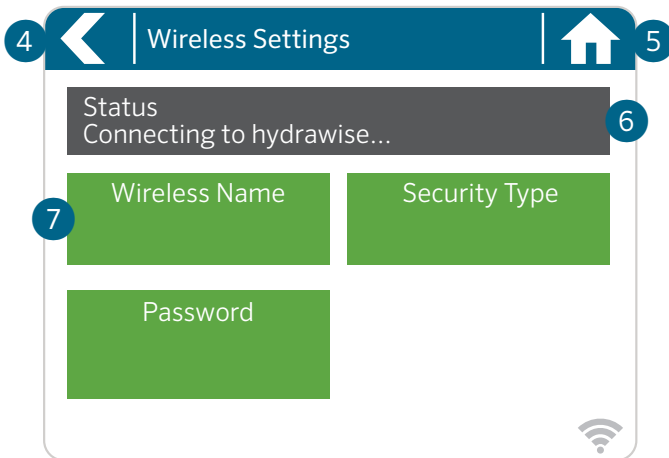 4
Wireless Settings
5
Status
Connecting to hydrawise...
6
7
Wireless Name
Security Type
Password